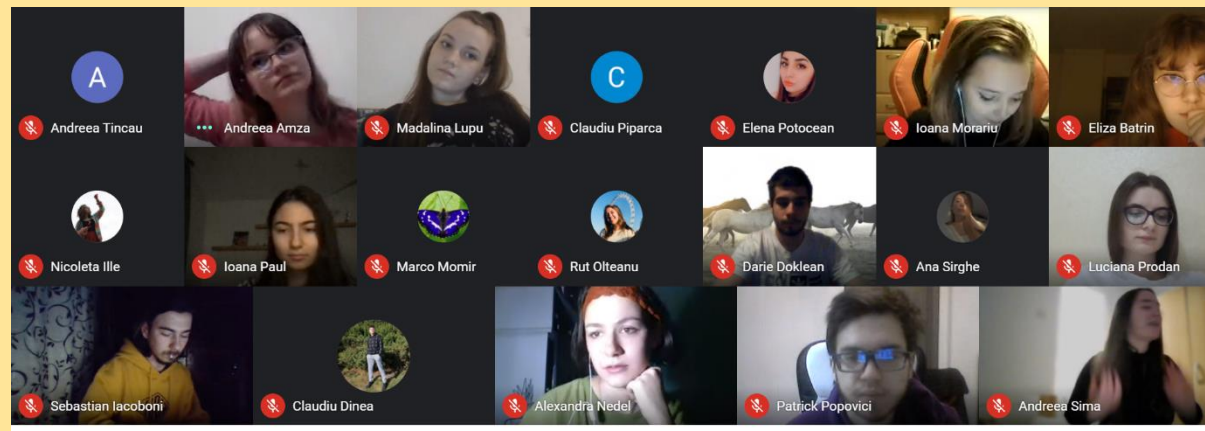 A
C
Andreea Tincau
Andreea Amza
Madalina Lupu
Claudiu Piparca
Elena Potocean
Ioana Morariu
Eliza Batrin
Nicoleta Ille
Ioana Paul
Marco Momir
Rut Olteanu
Darie Doklean
Ana Sirghe
Luciana Prodan
Sebastian Iacoboni
Claudiu Dinea
Alexandra Nedel
Patrick Popovici
Andreea Sima